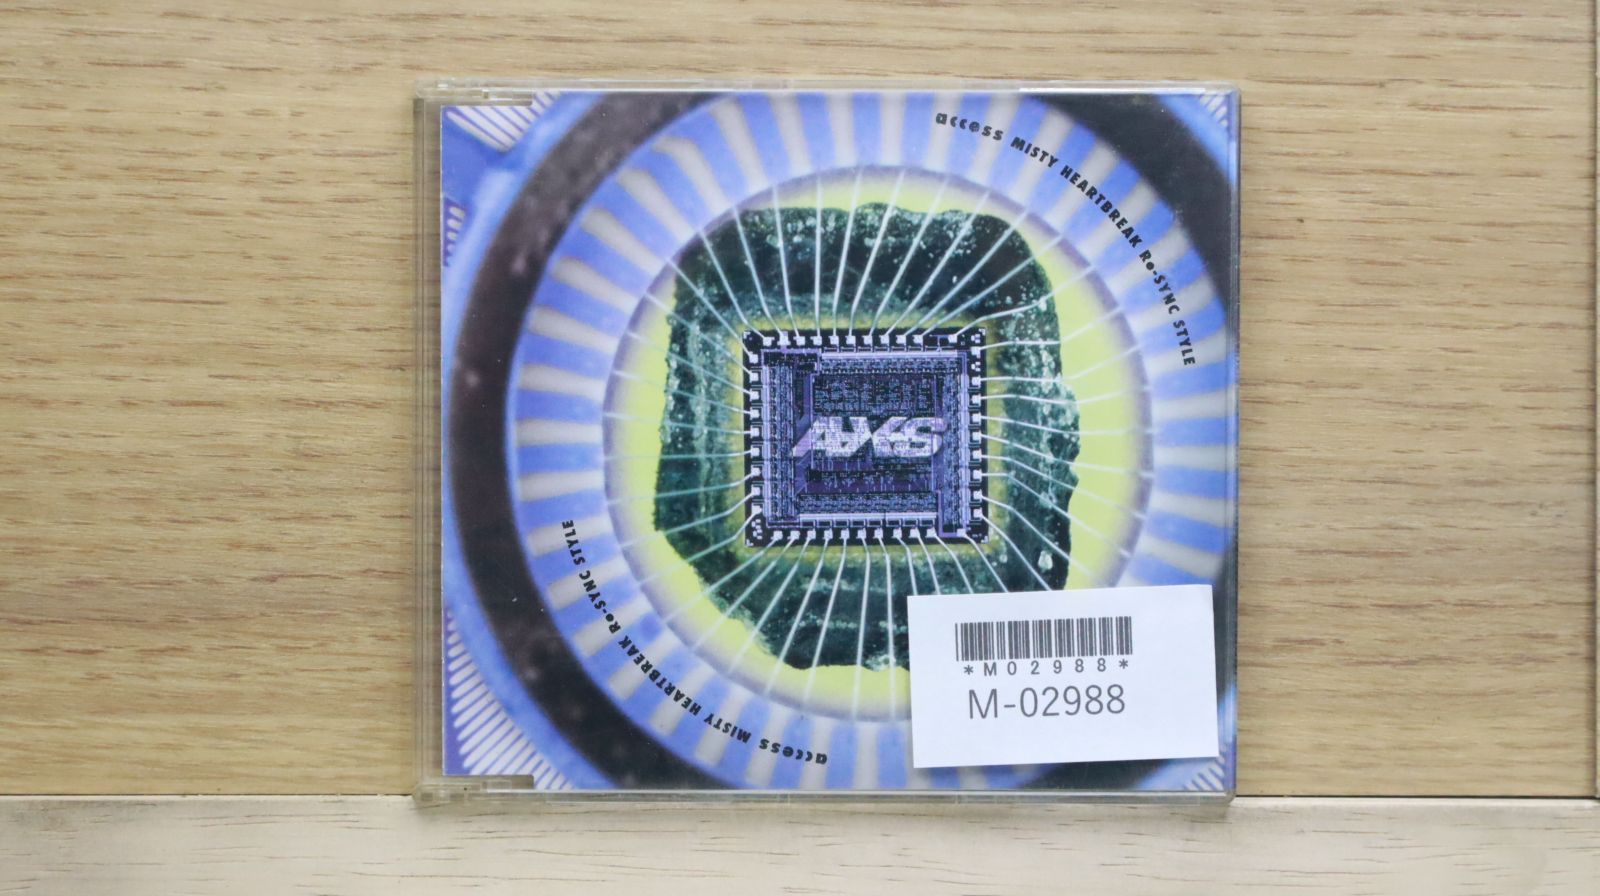 access MISTY HEARTBREAK Re-SYNC STYLE
AXS
access MISTY HEARTBREAK Re-SYNC STYLE
*M02988*
M-02988